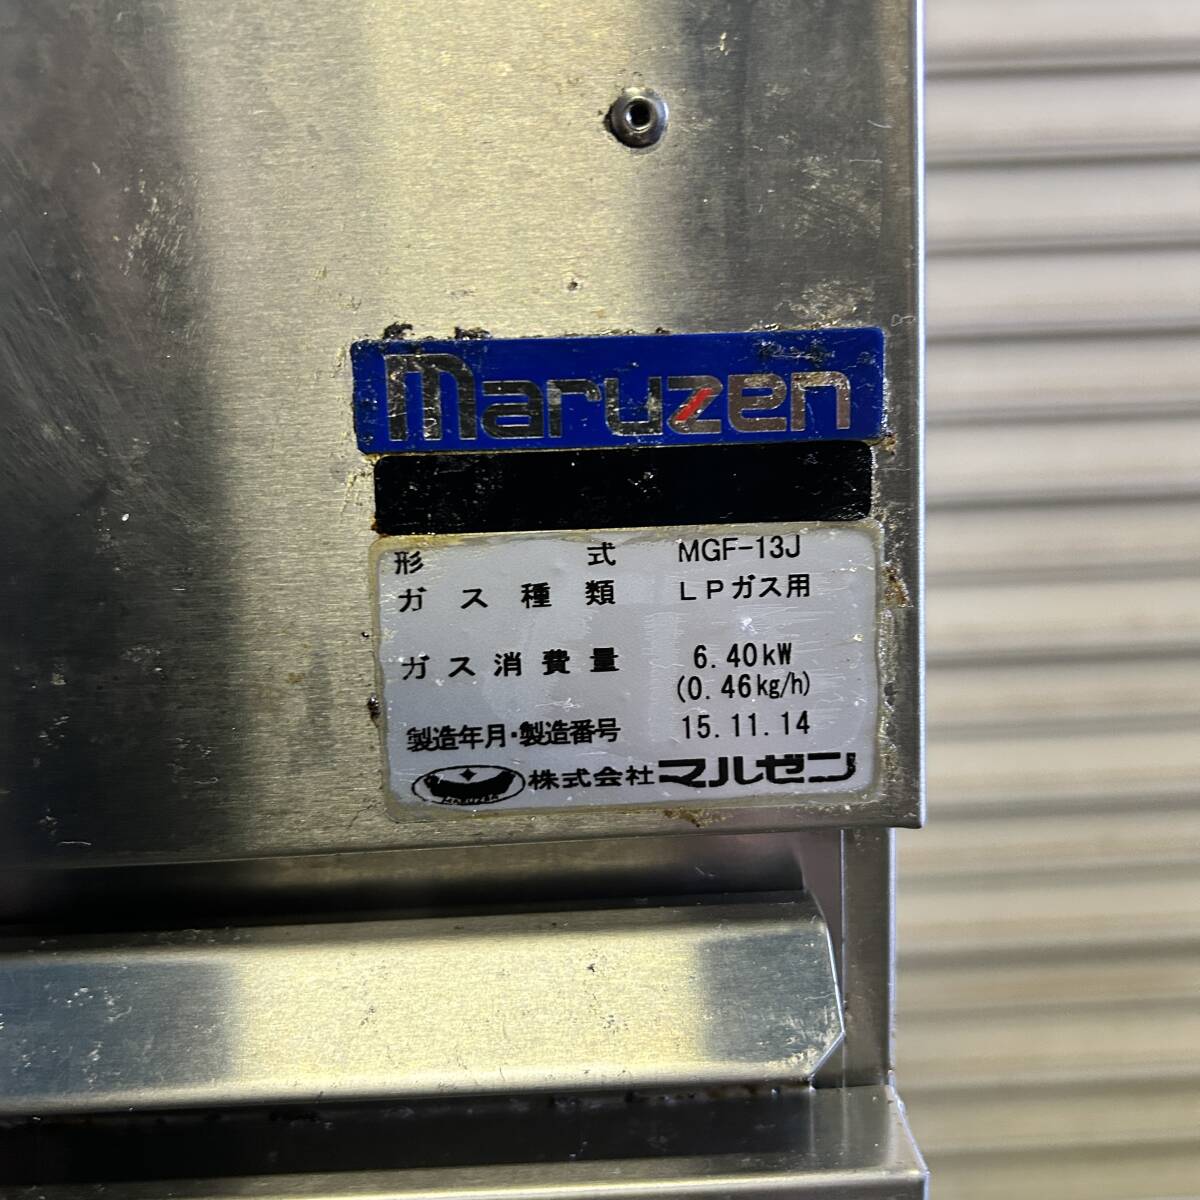 maruzen
形式 MGF-13J
ガス種類 LPガス用
ガス消費量 6.40kW
(0.46kg/h)
製造年月・製造番号 15.11.14
MARUZEN 株式会社マルゼン